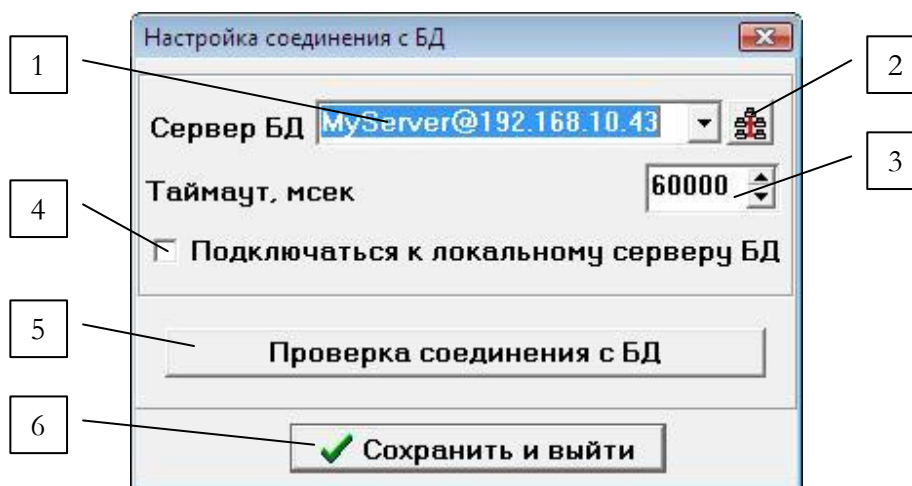 Настройка соединения с БД
1
2
Сервер БД MyServer@192.168.10.43
3
Таймаут, мсек 60000
4
Подключаться к локальному серверу БД
5
Проверка соединения с БД
6
Сохранить и выйти